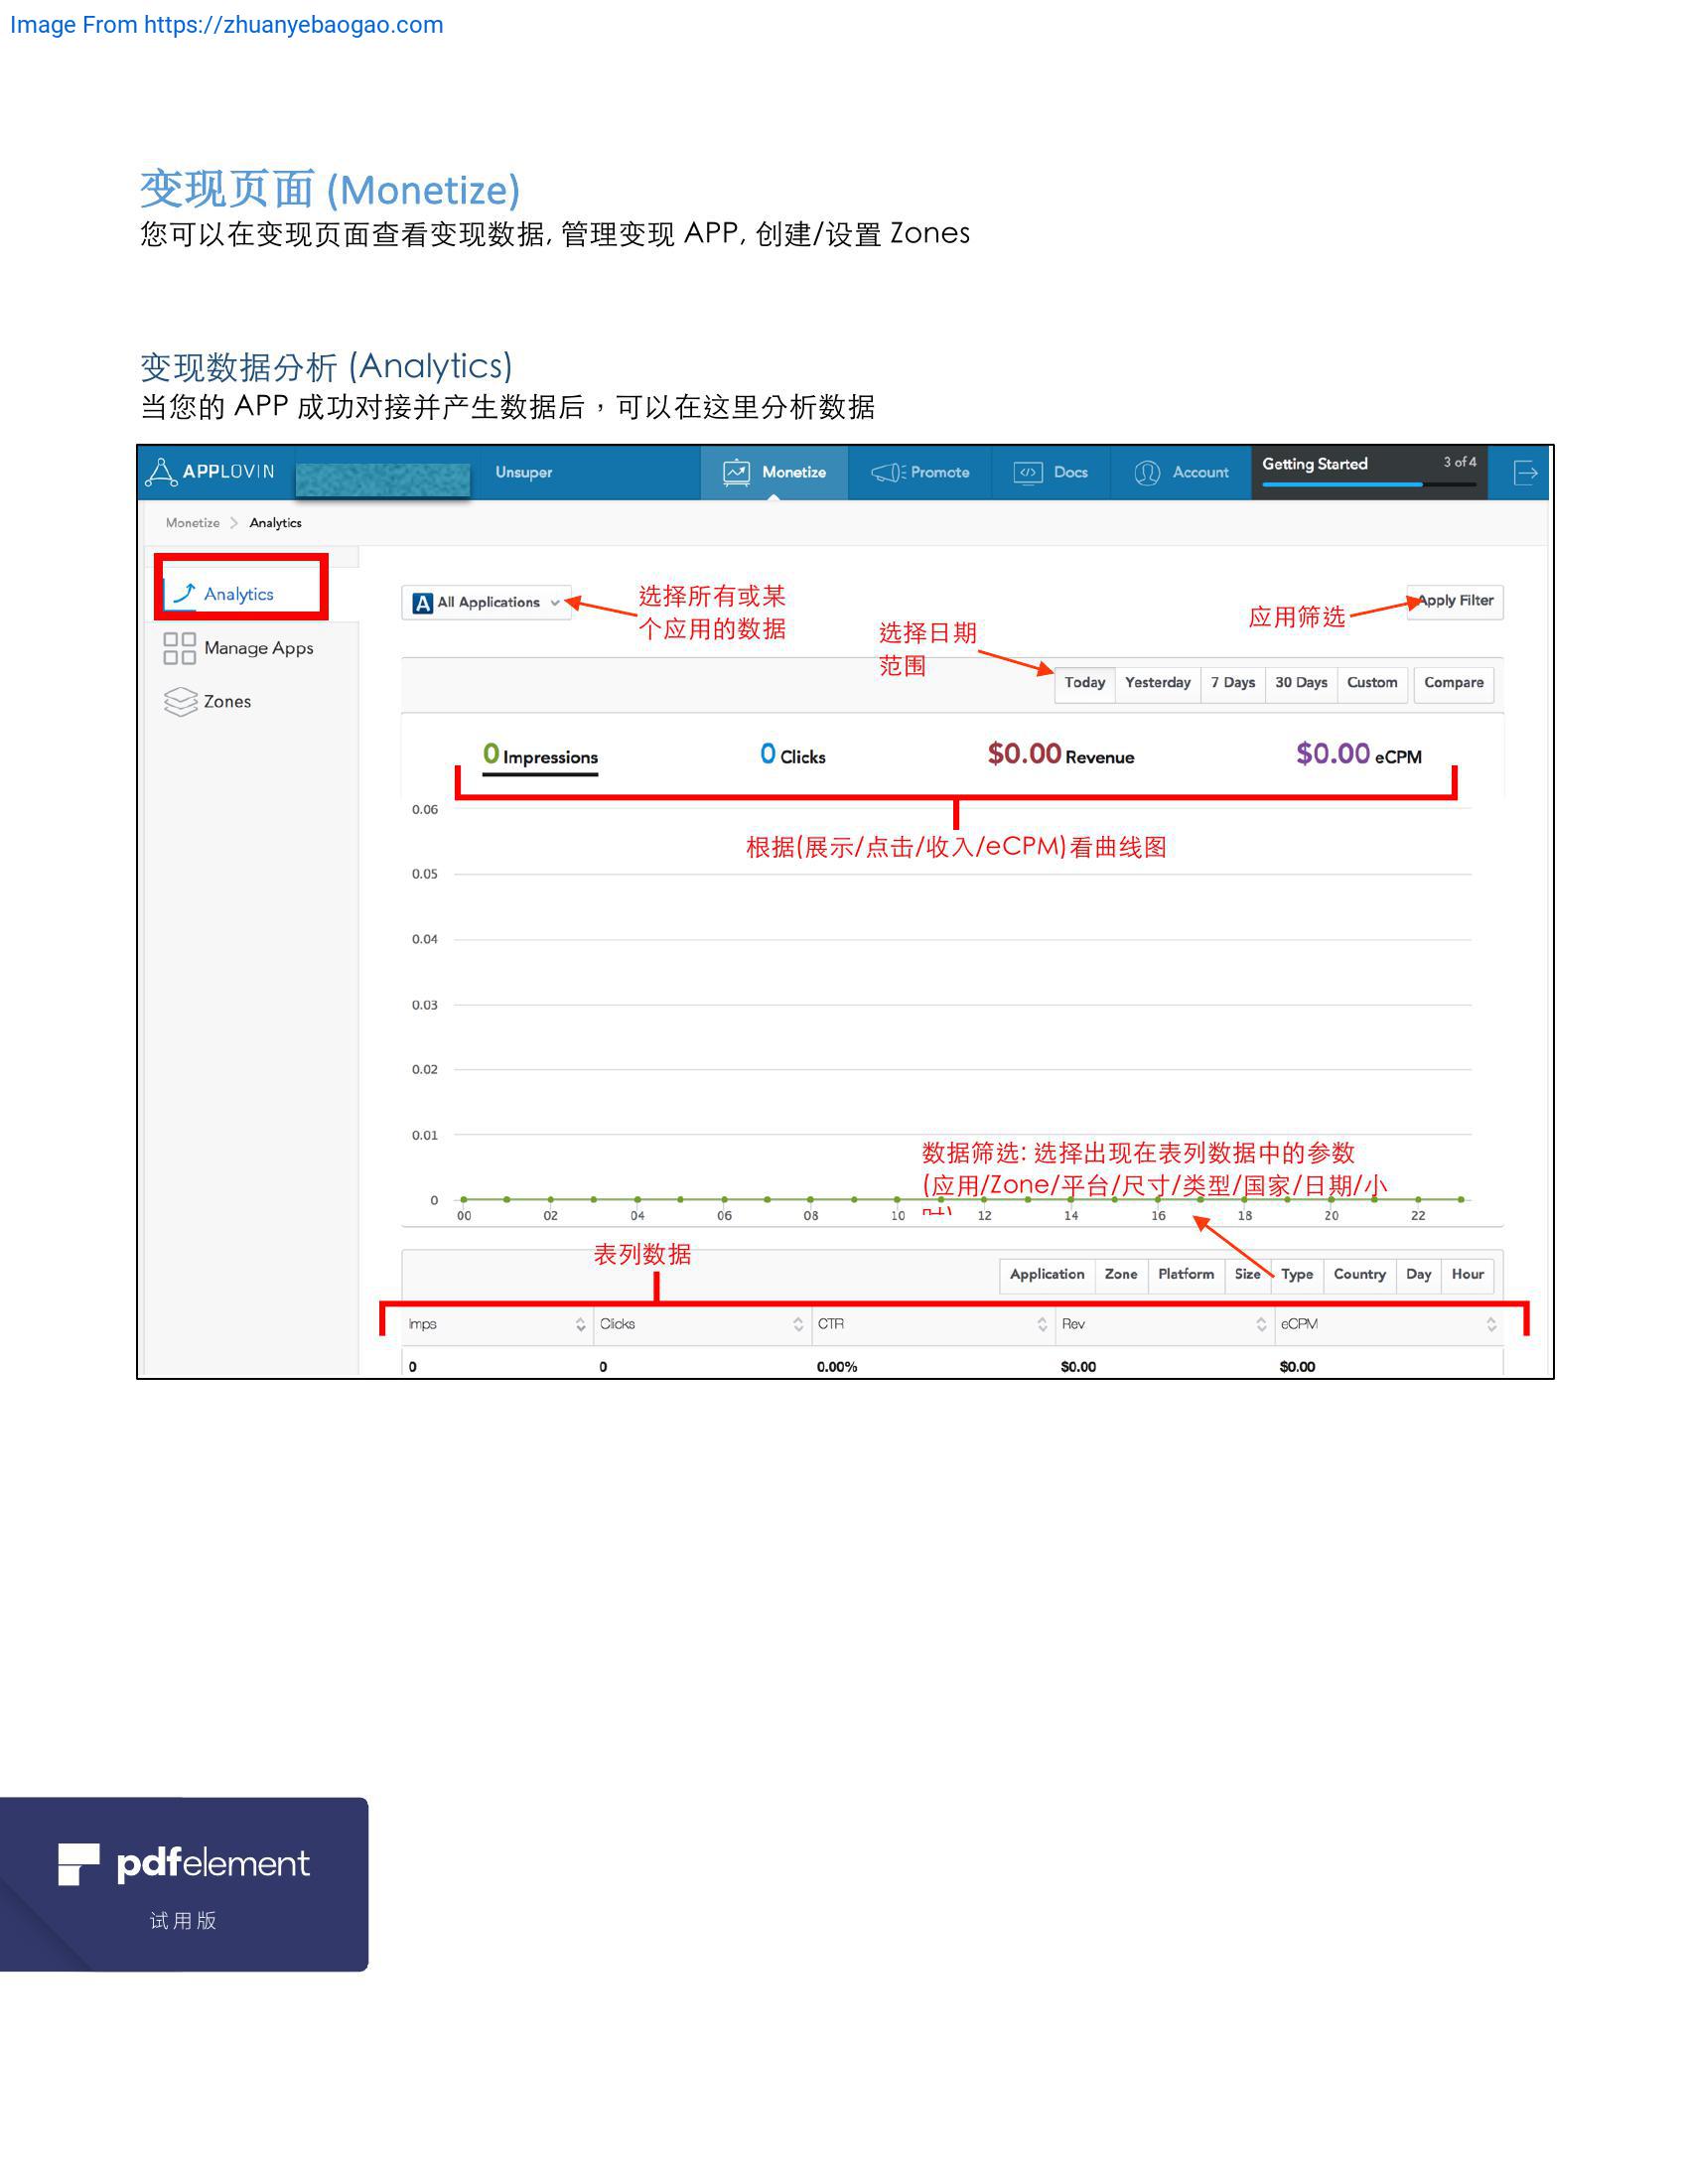 Image From https://zhuanyebaogao.com
变现页面 (Monetize)
您可以在变现页面查看变现数据, 管理变现 APP, 创建/设置 Zones
变现数据分析 (Analytics)
当您的 APP 成功对接并产生数据后，可以在这里分析数据
APPLOVIN
Unsuper
Monetize
Promote
Docs
Account
Getting Started
3 of 4
Monetize > Analytics
Analytics
Manage Apps
Zones
All Applications
选择所有或某
个应用的数据
应用筛选
Apply Filter
选择日期
范围
Today Yesterday 7 Days 30 Days Custom Compare
0 Impressions
0 Clicks
$0.00 Revenue
$0.00 eCPM
根据(展示/点击/收入/eCPM)看曲线图
0.06
0.05
0.04
0.03
0.02
0.01
0
数据筛选: 选择出现在表列数据中的参数
(应用/Zone/平台/尺寸/类型/国家/日期/小
00 02 04 06 08 10 12 14 16 18 20 22
表列数据
Application Zone Platform Size Type Country Day Hour
Imps Clicks CTR Rev eCPM
0 0 0.00% $0.00 $0.00
pdfelement
试用版